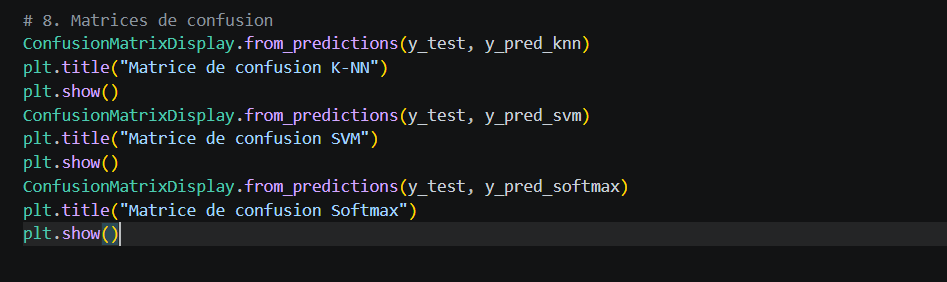 # 8. Matrices de confusion
ConfusionMatrixDisplay.from_predictions(y_test, y_pred_knn)
plt.title("Matrice de confusion K-NN")
plt.show()
ConfusionMatrixDisplay.from_predictions(y_test, y_pred_svm)
plt.title("Matrice de confusion SVM")
plt.show()
ConfusionMatrixDisplay.from_predictions(y_test, y_pred_softmax)
plt.title("Matrice de confusion Softmax")
plt.show()